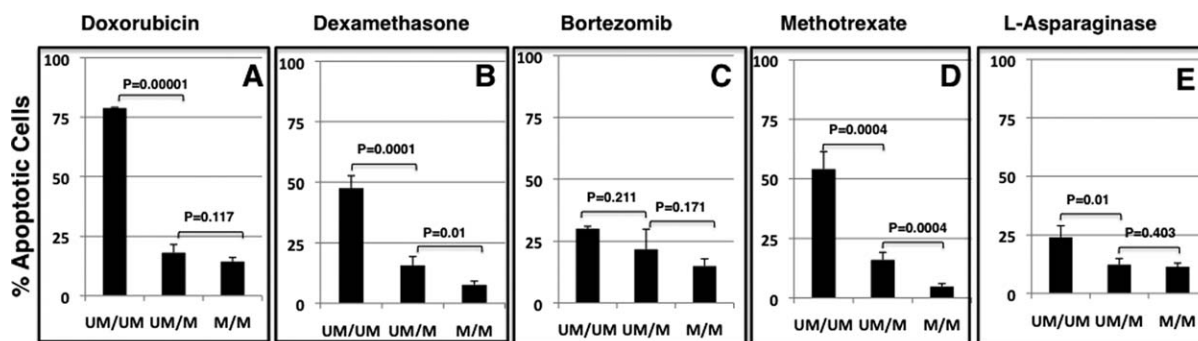 Doxorubicin
Dexamethasone
Bortezomib
Methotrexate
L-Asparaginase
% Apoptotic Cells
A
100
75
50
25
0
P=0.00001
P=0.117
UM/UM UM/M M/M
B
100
75
50
25
0
P=0.0001
P=0.01
UM/UM UM/M M/M
C
100
75
50
25
0
P=0.211
P=0.171
UM/UM UM/M M/M
D
100
75
50
25
0
P=0.0004
P=0.0004
UM/UM UM/M M/M
E
100
75
50
25
0
P=0.01
P=0.403
UM/UM UM/M M/M